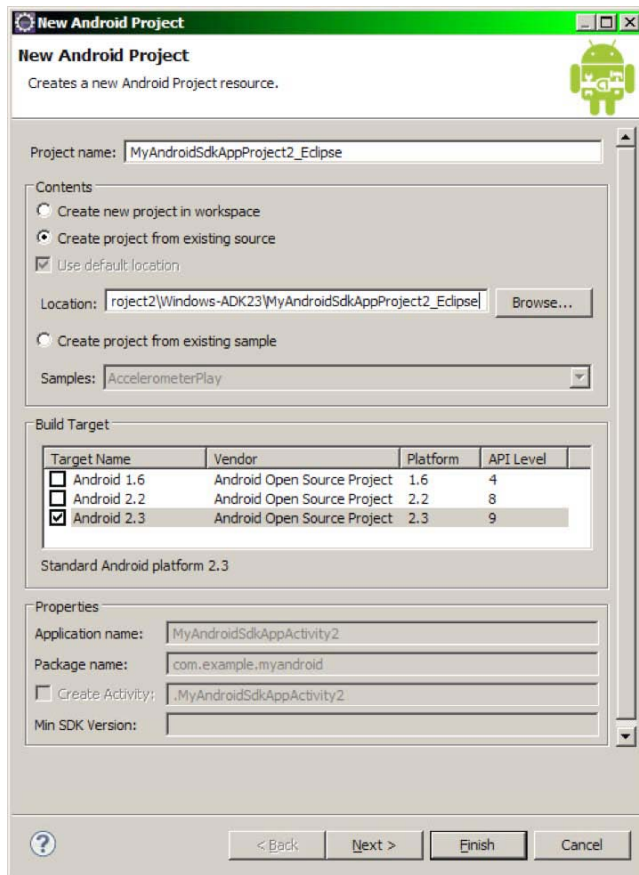 New Android Project
New Android Project
Creates a new Android Project resource.
Project name: MyAndroidSdkAppProject2_Eclipse
Contents
Create new project in workspace
Create project from existing source
Use default location
Location: roject2\Windows-ADK23\MyAndroidSdkAppProject2_Eclipse Browse...
Create project from existing sample
Samples: AccelerometerPlay
Build Target
Target Name Vendor Platform API Level
Android 1.6 Android Open Source Project 1.6 4
Android 2.2 Android Open Source Project 2.2 8
Android 2.3 Android Open Source Project 2.3 9
Standard Android platform 2.3
Properties
Application name: MyAndroidSdkAppActivity2
Package name: com.example.myandroid
Create Activity: .MyAndroidSdkAppActivity2
Min SDK Version:
? < Back Next > Finish Cancel